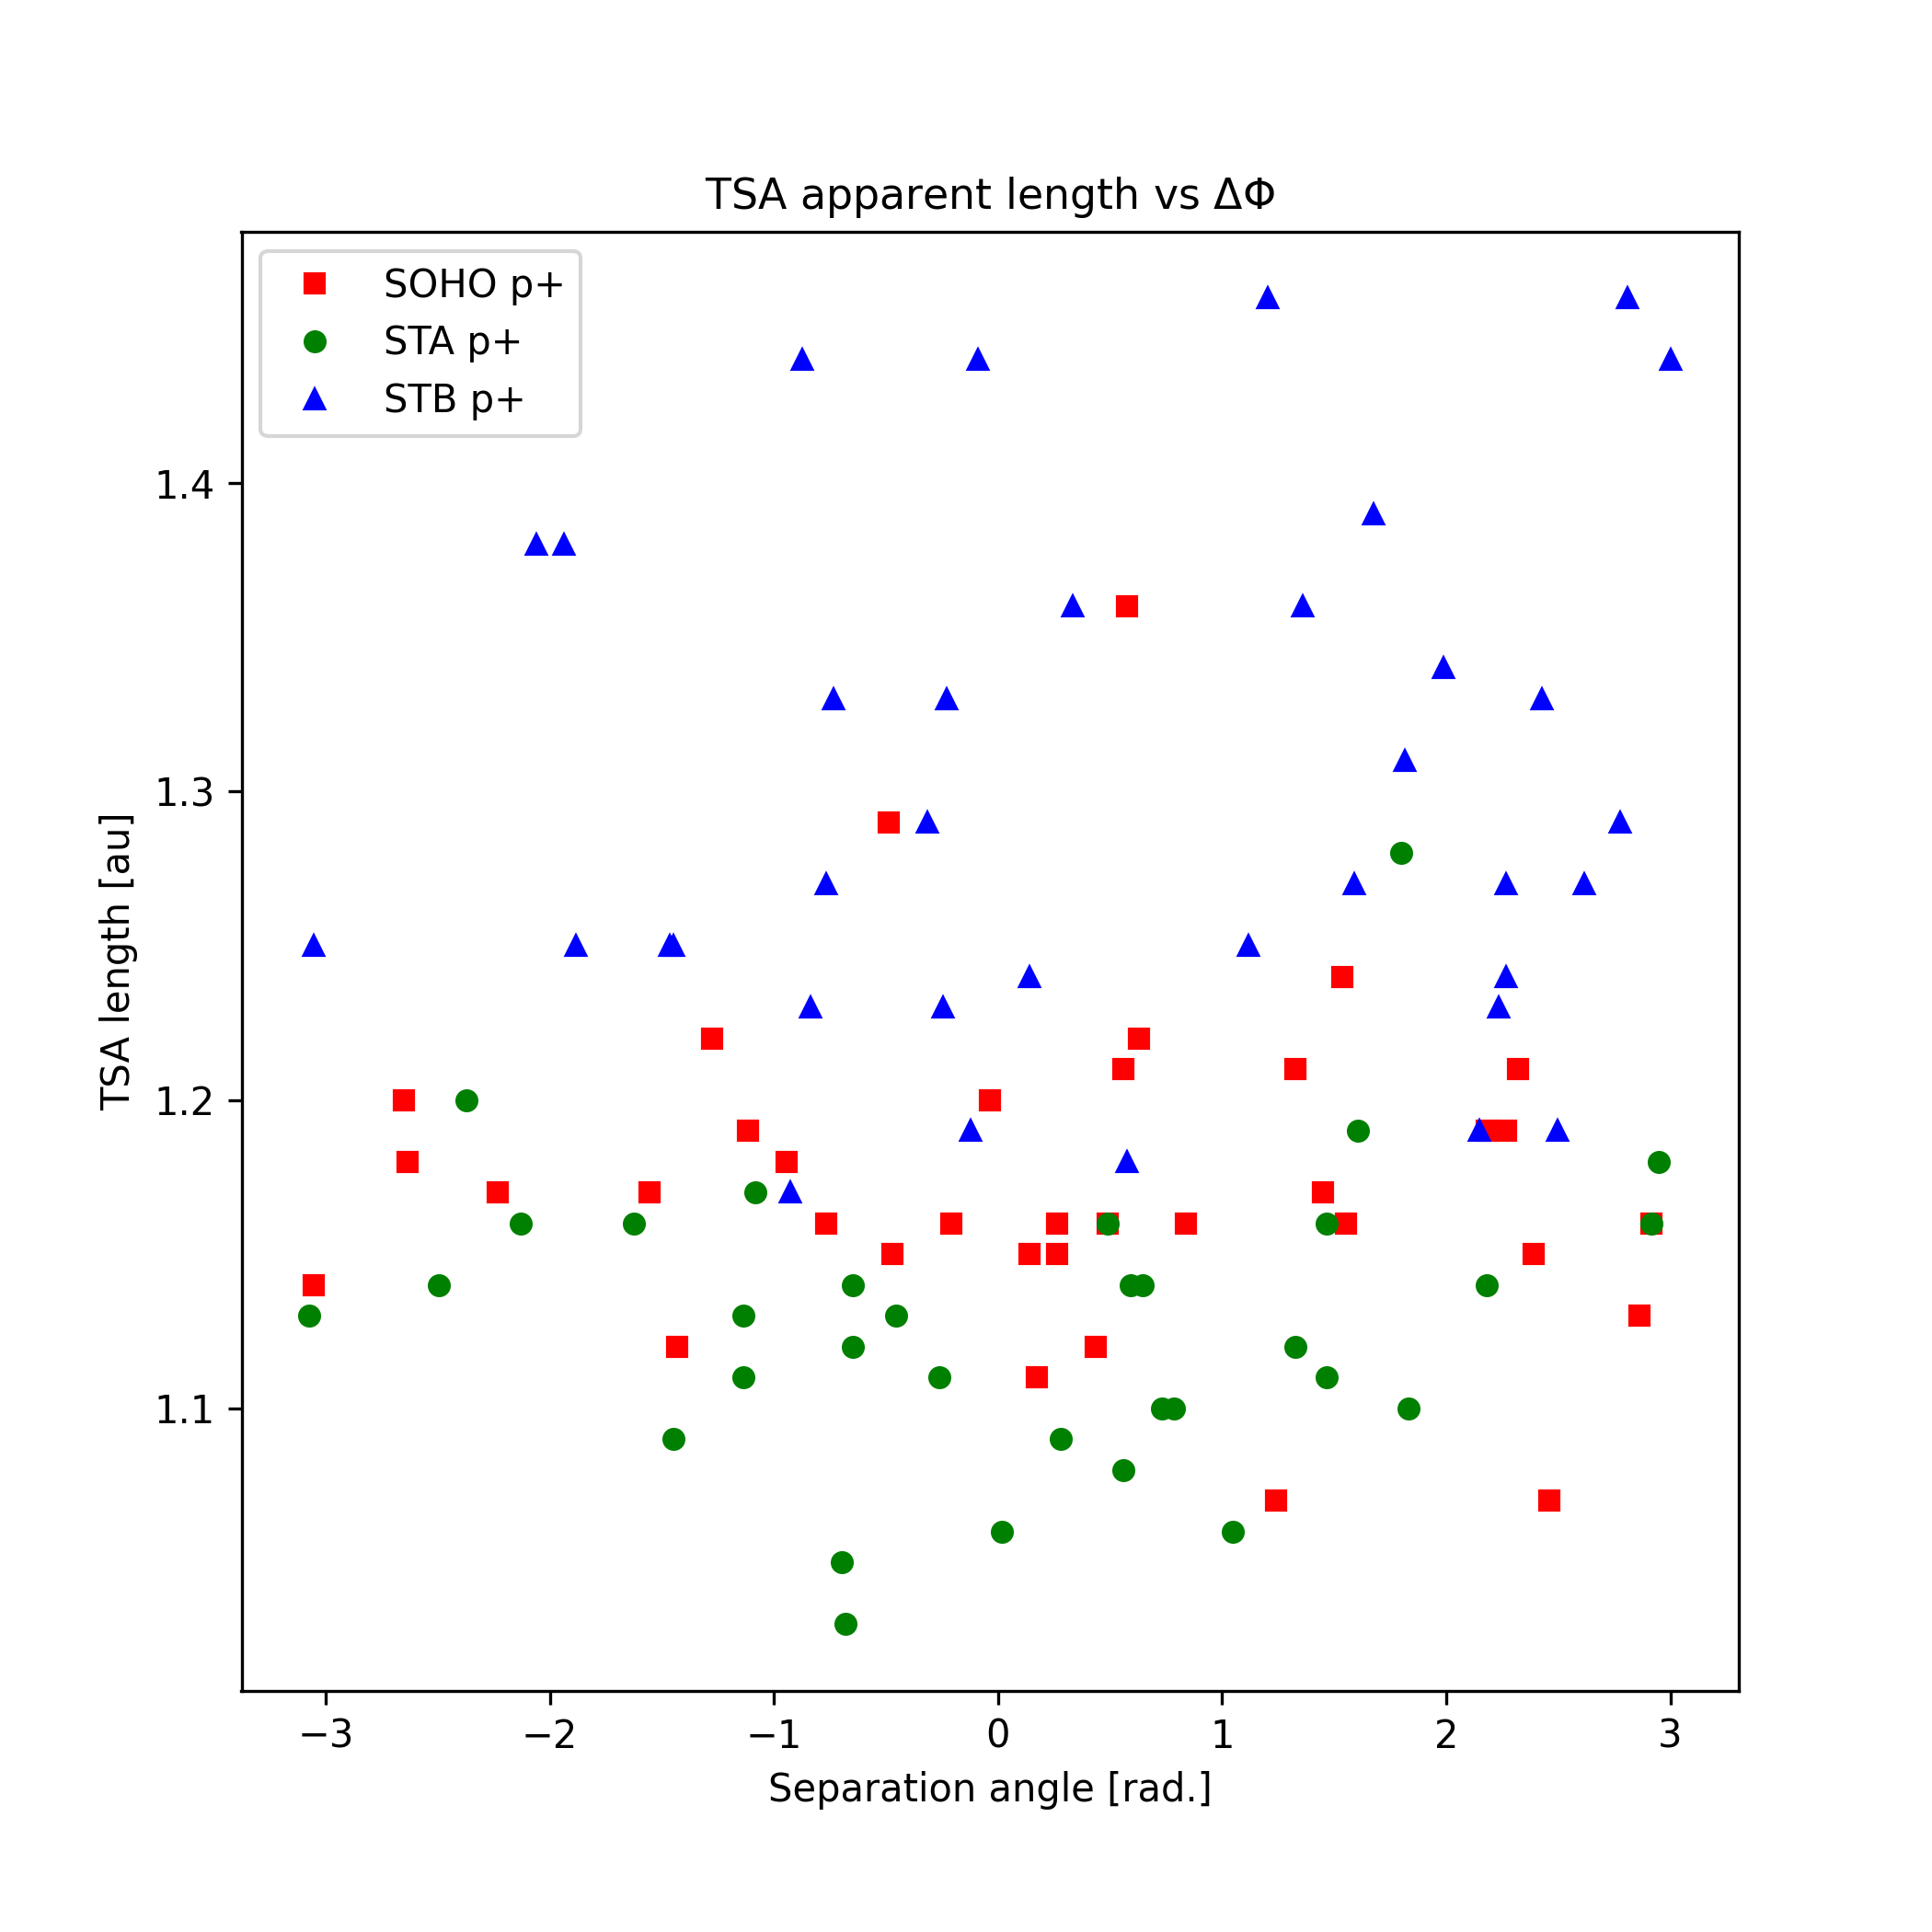 TSA apparent length vs ΔΦ
SOHO p+
STA p+
STB p+
TSA length [au]
1.4
1.3
1.2
1.1
−3 −2 −1 0 1 2 3
Separation angle [rad.]